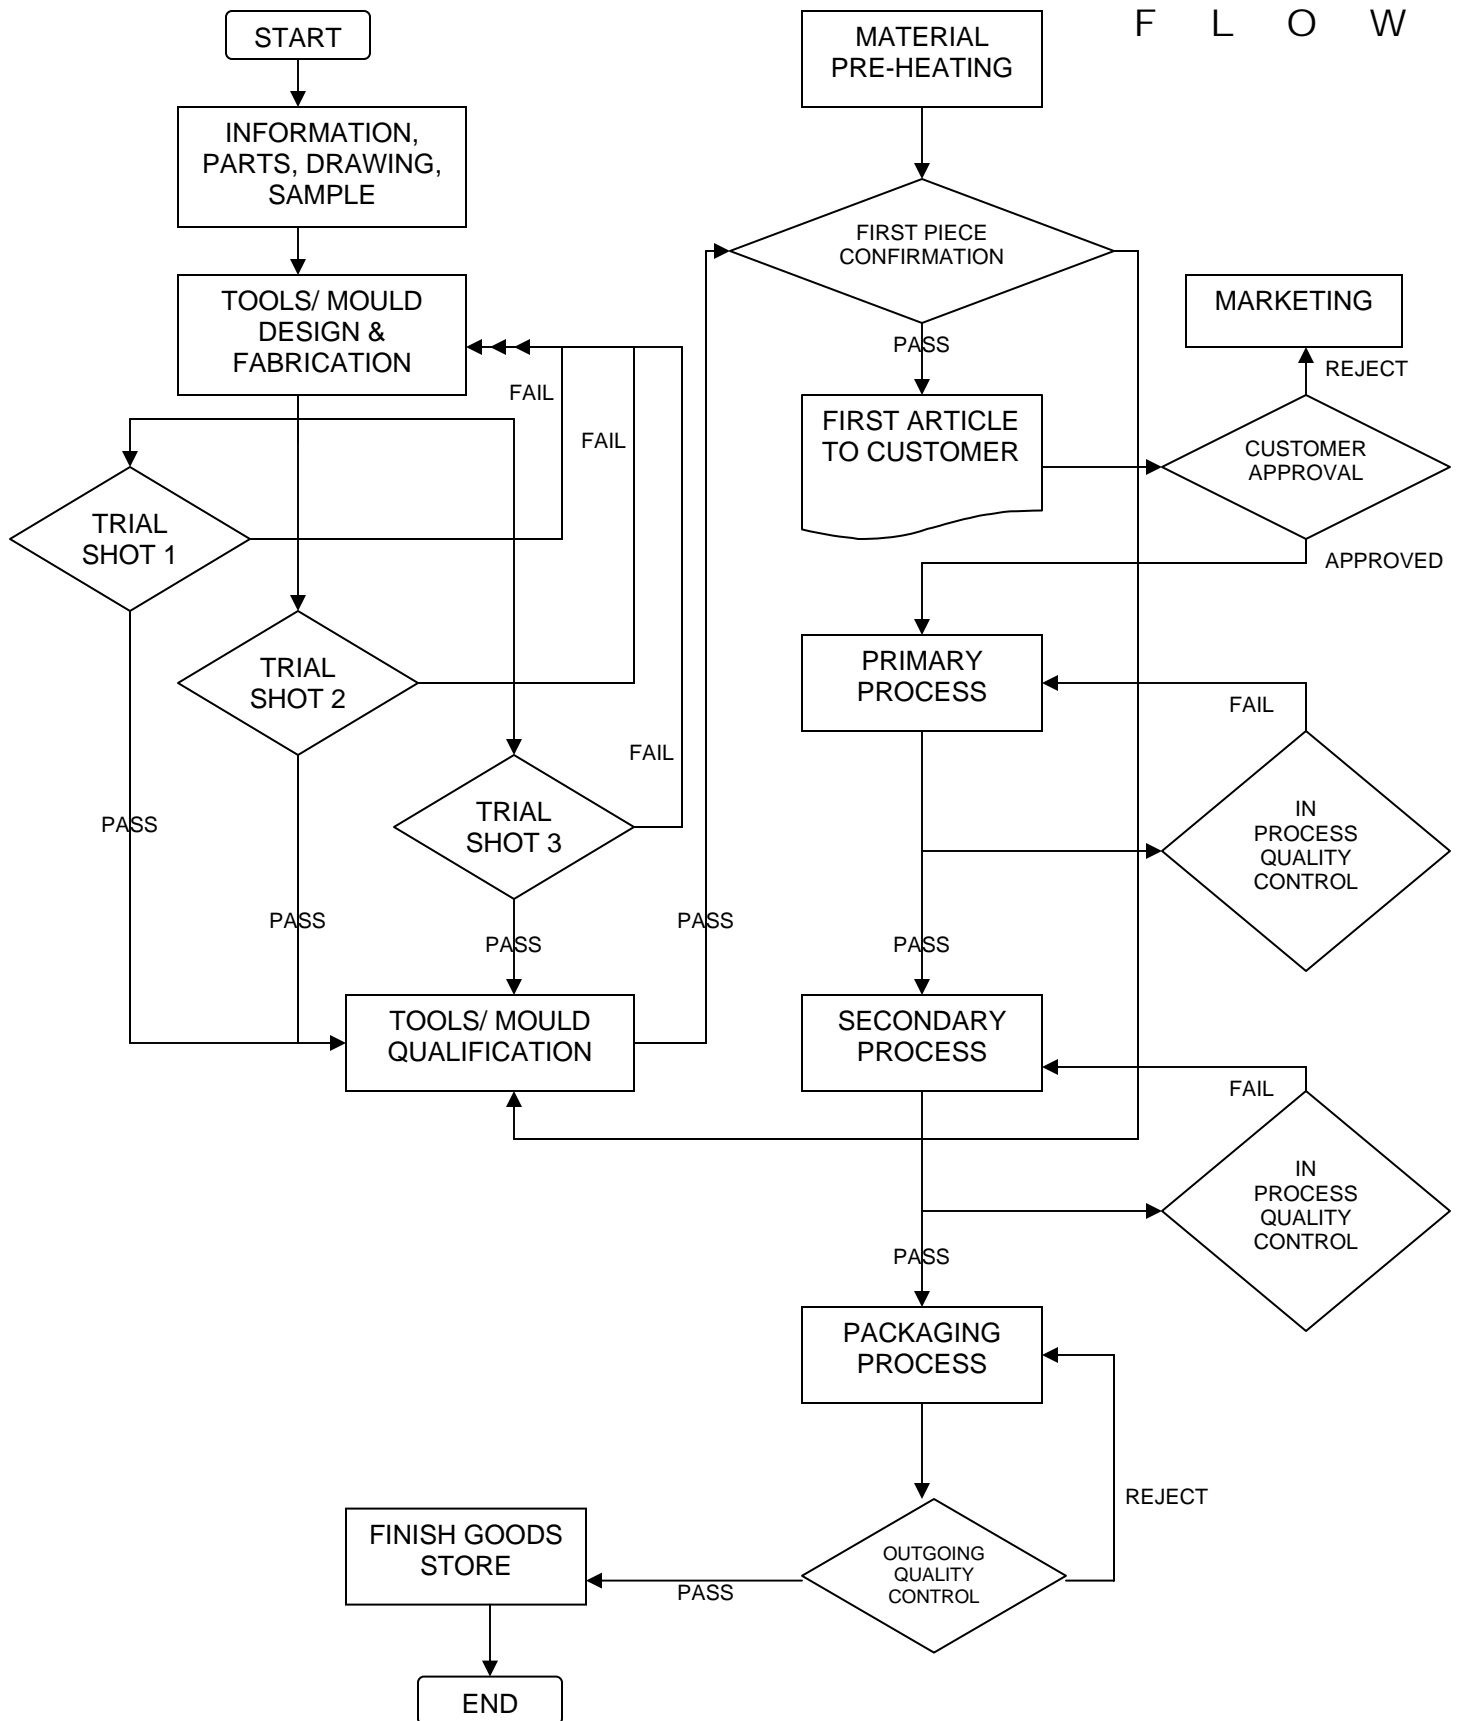 F L O W
START
INFORMATION,
PARTS, DRAWING,
SAMPLE
TOOLS/ MOULD
DESIGN &
FABRICATION
FAIL
FAIL
TRIAL
SHOT 1
TRIAL
SHOT 2
FAIL
TRIAL
SHOT 3
PASS
PASS
PASS
PASS
TOOLS/ MOULD
QUALIFICATION
MATERIAL
PRE-HEATING
FIRST PIECE
CONFIRMATION
PASS
FIRST ARTICLE
TO CUSTOMER
MARKETING
REJECT
CUSTOMER
APPROVAL
APPROVED
PRIMARY
PROCESS
FAIL
IN
PROCESS
QUALITY
CONTROL
PASS
SECONDARY
PROCESS
FAIL
IN
PROCESS
QUALITY
CONTROL
PASS
PACKAGING
PROCESS
REJECT
OUTGOING
QUALITY
CONTROL
PASS
FINISH GOODS
STORE
END